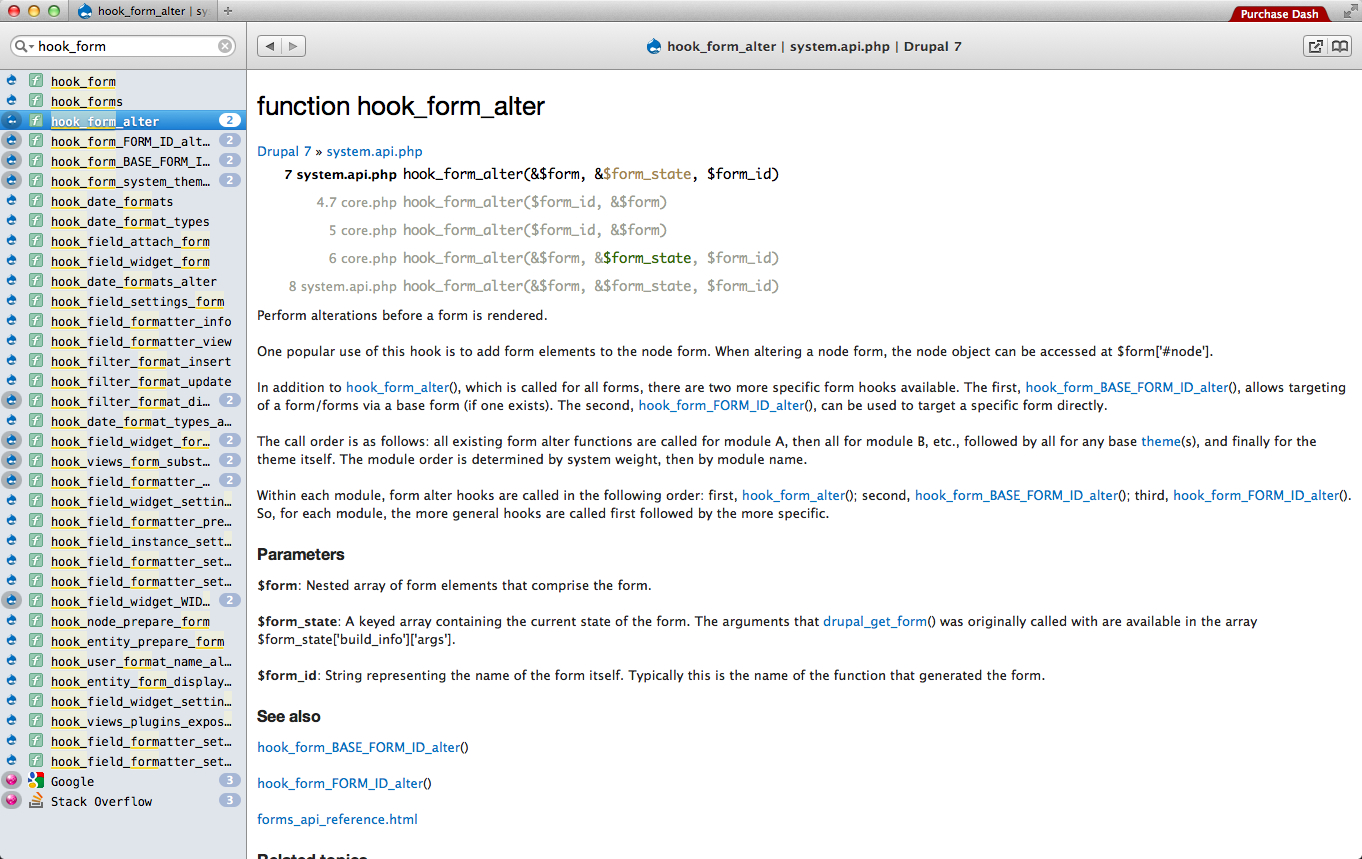 hook_form_alter | sy
Purchase Dash
hook_form
hook_form_alter | system.api.php | Drupal 7
hook_form
hook_forms
hook_form_alter 2
hook_form_FORM_ID_alt... 2
hook_form_BASE_FORM_I... 2
hook_form_system_them... 2
hook_date_formats
hook_date_format_types
hook_field_attach_form
hook_field_widget_form
hook_date_formats_alter
hook_field_settings_form
hook_field_formatter_info
hook_field_formatter_view
hook_filter_format_insert
hook_filter_format_update
hook_filter_format_di... 2
hook_date_format_types_a...
hook_field_widget_for... 2
hook_views_form_subst... 2
hook_field_formatter_... 2
hook_field_widget_settin...
hook_field_formatter_pre...
hook_field_instance_sett...
hook_field_formatter_set...
hook_field_formatter_set...
hook_field_widget_WID... 2
hook_node_prepare_form
hook_entity_prepare_form
hook_user_format_name_al...
hook_entity_form_display...
hook_field_widget_settin...
hook_views_plugins_expos...
hook_field_formatter_set...
hook_field_formatter_set...
Google 3
Stack Overflow 3
function hook_form_alter
Drupal 7 » system.api.php
7 system.api.php hook_form_alter(&$form, &$form_state, $form_id)
4.7 core.php hook_form_alter($form_id, &$form)
5 core.php hook_form_alter($form_id, &$form)
6 core.php hook_form_alter(&$form, &$form_state, $form_id)
8 system.api.php hook_form_alter(&$form, &$form_state, $form_id)
Perform alterations before a form is rendered.
One popular use of this hook is to add form elements to the node form. When altering a node form, the node object can be accessed at $form['#node'].
In addition to hook_form_alter(), which is called for all forms, there are two more specific form hooks available. The first, hook_form_BASE_FORM_ID_alter(), allows targeting
of a form/forms via a base form (if one exists). The second, hook_form_FORM_ID_alter(), can be used to target a specific form directly.
The call order is as follows: all existing form alter functions are called for module A, then all for module B, etc., followed by all for any base theme(s), and finally for the
theme itself. The module order is determined by system weight, then by module name.
Within each module, form alter hooks are called in the following order: first, hook_form_alter(); second, hook_form_BASE_FORM_ID_alter(); third, hook_form_FORM_ID_alter().
So, for each module, the more general hooks are called first followed by the more specific.
Parameters
$form: Nested array of form elements that comprise the form.
$form_state: A keyed array containing the current state of the form. The arguments that drupal_get_form() was originally called with are available in the array
$form_state['build_info']['args'].
$form_id: String representing the name of the form itself. Typically this is the name of the function that generated the form.
See also
hook_form_BASE_FORM_ID_alter()
hook_form_FORM_ID_alter()
forms_api_reference.html
Related topics